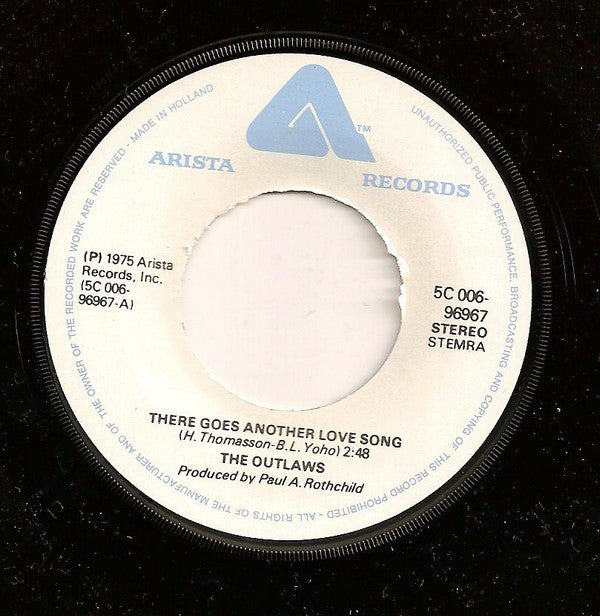 ALL RIGHTS OF THE MANUFACTURER AND OF THE OWNER OF THE RECORDED WORK ARE RESERVED - MADE IN HOLLAND
UNAUTHORIZED PUBLIC PERFORMANCE, BROADCASTING AND COPYING OF THIS RECORD PROHIBITED -
TM
ARISTA RECORDS
(P) 1975 Arista
Records, Inc.
(5C 006-
96967-A)
5C 006-
96967
STEREO
STEMRA
THERE GOES ANOTHER LOVE SONG
(H. Thomasson-B.L. Yoho) 2:48
THE OUTLAWS
Produced by Paul A. Rothchild